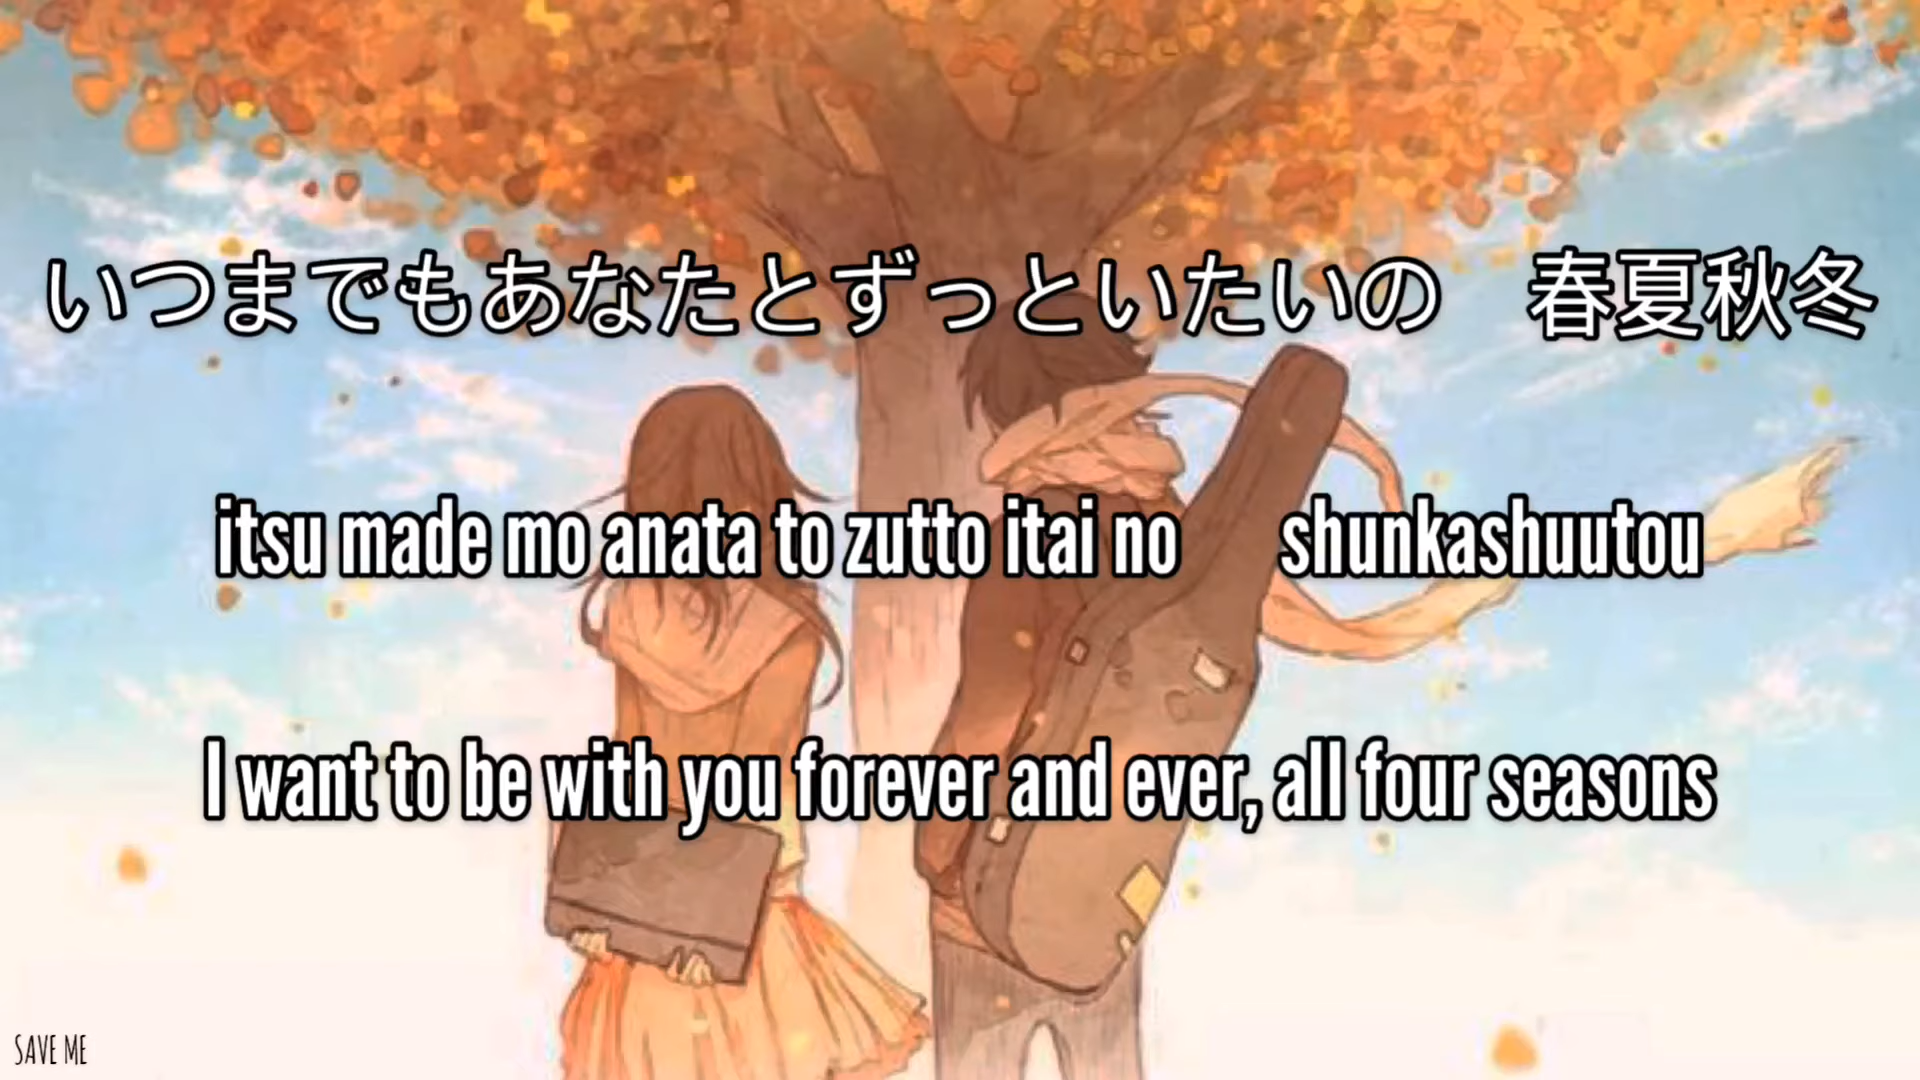 いつまでもあなたとずっといたいの　春夏秋冬
itsu made mo anata to zutto itai no shunkashuutou
I want to be with you forever and ever, all four seasons
SAVE ME